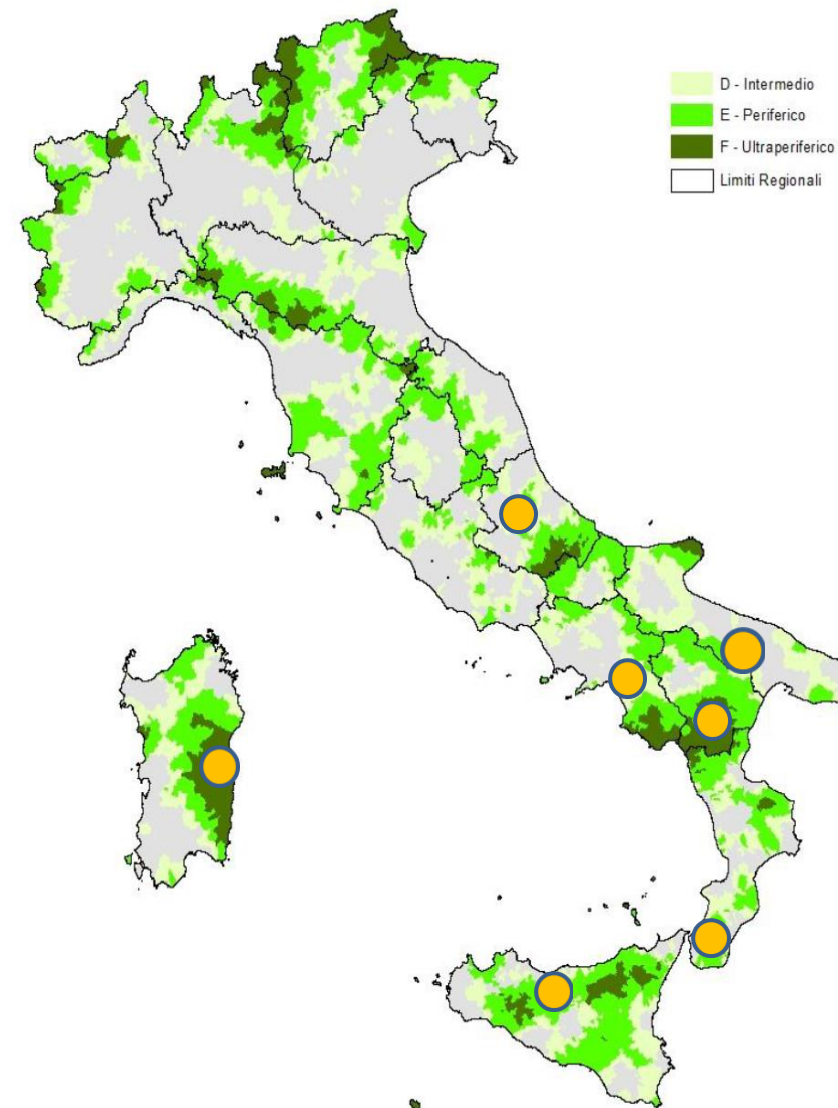 D - Intermedio
E - Periferico
F - Ultraperiferico
Limiti Regionali